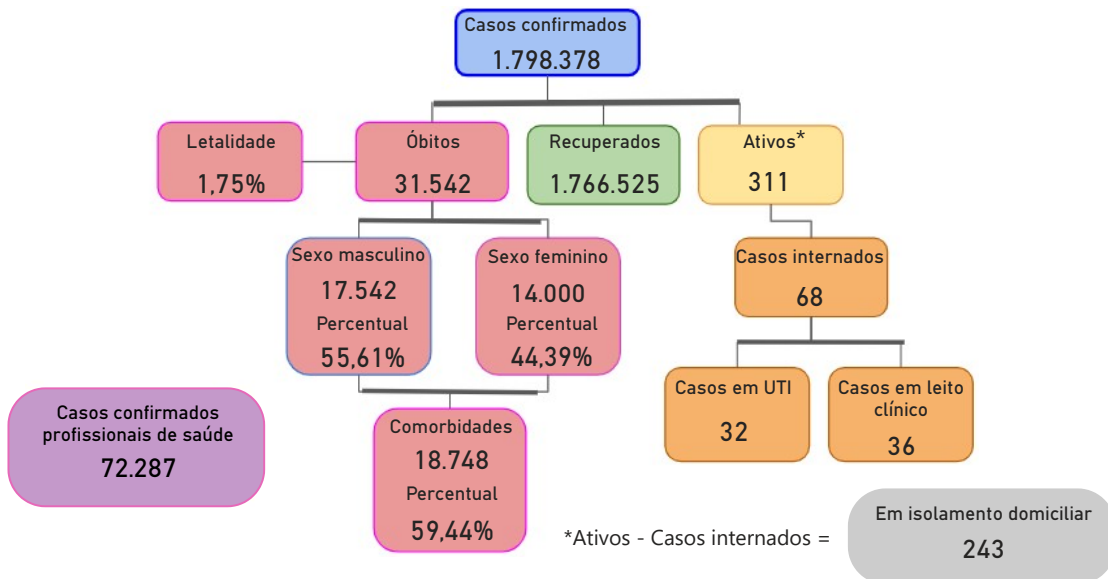 Casos confirmados
1.798.378
Letalidade
1,75%
Óbitos
31.542
Recuperados
1.766.525
Ativos*
311
Sexo masculino
17.542
Percentual
55,61%
Sexo feminino
14.000
Percentual
44,39%
Casos internados
68
Casos em UTI
32
Casos em leito
clínico
36
Casos confirmados
profissionais de saúde
72.287
Comorbidades
18.748
Percentual
59,44%
*Ativos - Casos internados =
Em isolamento domiciliar
243